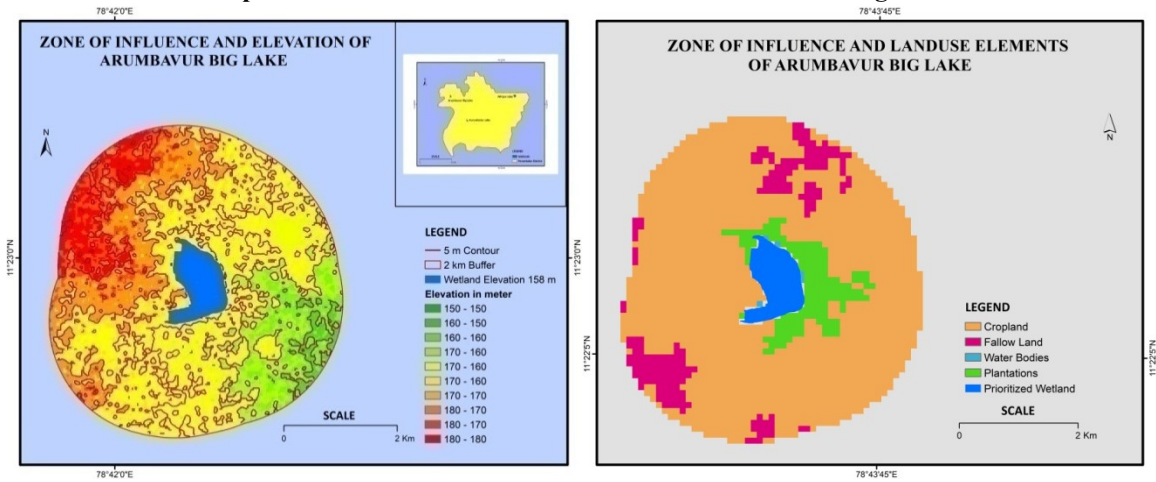 78°42'0"E
ZONE OF INFLUENCE AND ELEVATION OF
ARUMBAVUR BIG LAKE
N
11°23'0"N
LEGEND
5 m Contour
2 km Buffer
Wetland Elevation 158 m
Elevation in meter
150 - 150
160 - 150
160 - 160
170 - 160
170 - 160
170 - 160
170 - 170
180 - 170
180 - 170
180 - 180
SCALE
0 2 Km
78°42'0"E
78°43'45"E
ZONE OF INFLUENCE AND LANDUSE ELEMENTS
OF ARUMBAVUR BIG LAKE
N
11°23'0"N
11°22'5"N
LEGEND
Cropland
Fallow Land
Water Bodies
Plantations
Prioritized Wetland
SCALE
0 2 Km
11°22'5"N
78°43'45"E